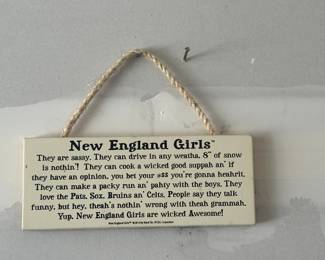 New England Girls™
They are sassy. They can drive in any weatha, 8" of snow
is nothin'! They can cook a wicked good suppah an' if
they have an opinion, you bet your #$$ you're gonna heahrit.
They can make a packy run an' pahty with the boys. They
love the Pats, Sox, Bruins an' Celts. People say they talk
funny, but hey, theah's nothin' wrong with theah grammah.
Yup, New England Girls are wicked Awesome!